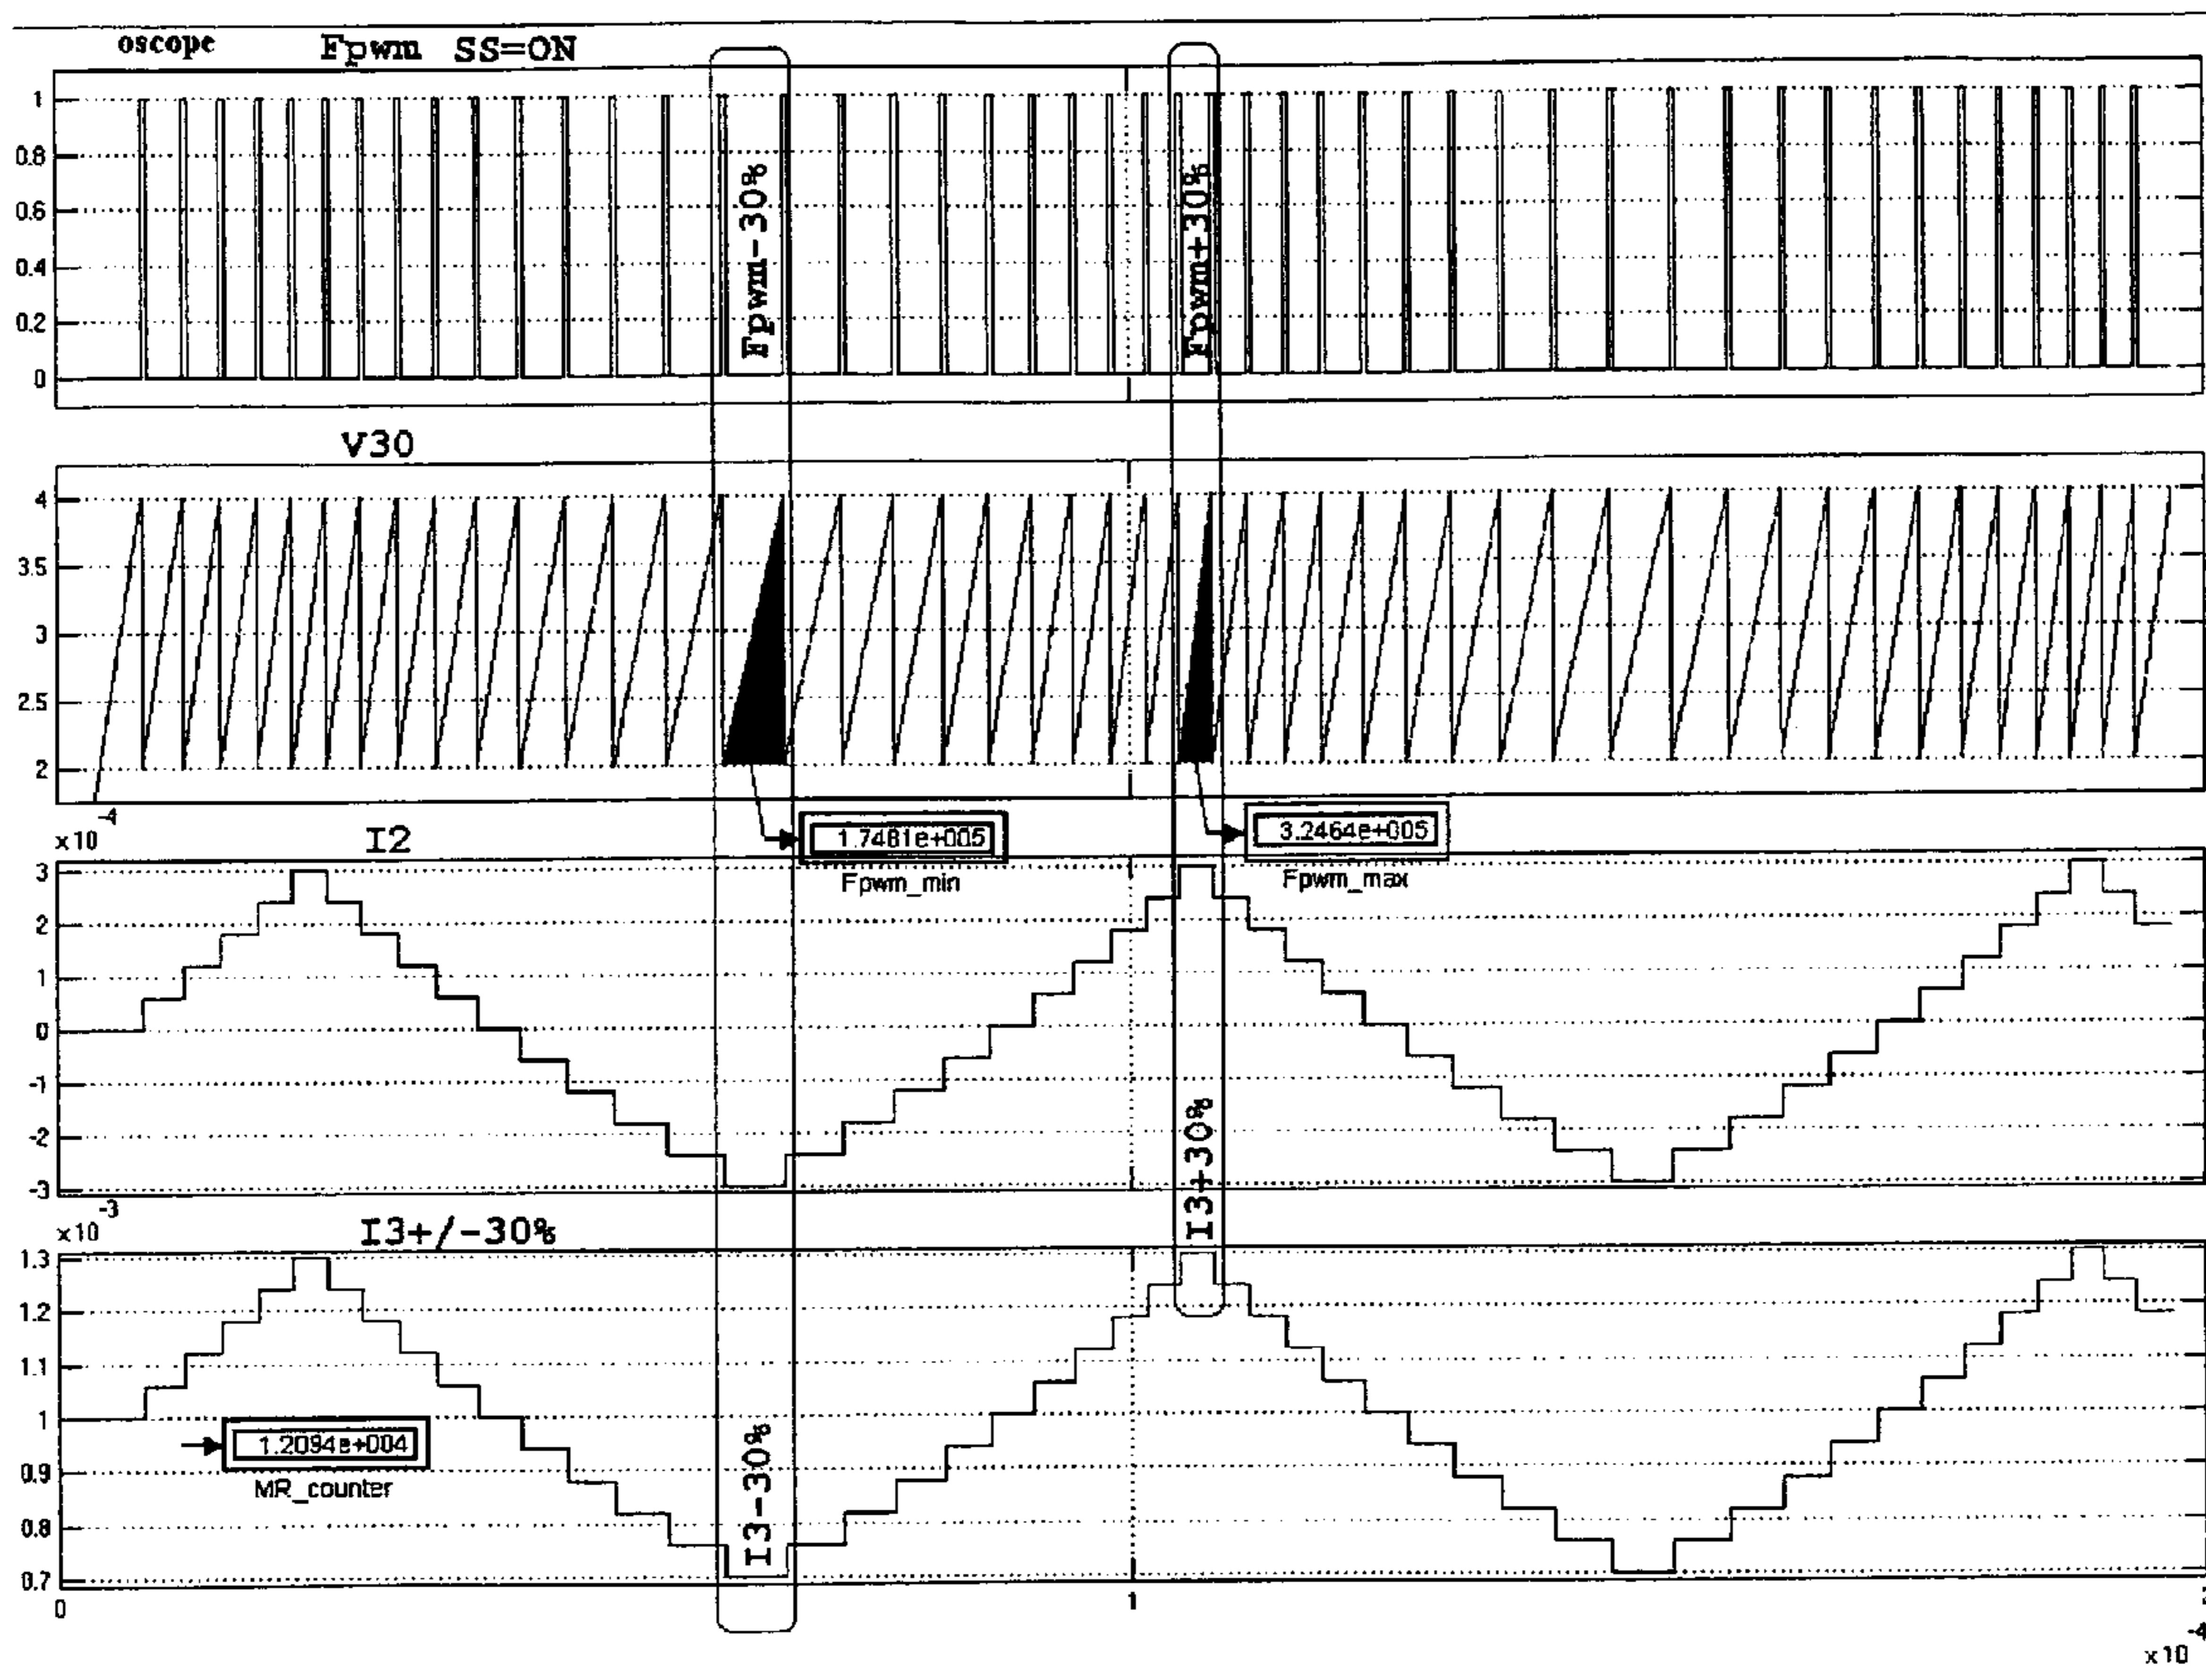 oscope Fpwm SS=ON
1
0.8
0.6
0.4
0.2
0
Fpwm-30%
Fpwm+30%
V30
4
3.5
3
2.5
2
1.7481e+005
Fpwm_min
3.2464e+005
Fpwm_max
x10 -4
I2
3
2
1
0
-1
-2
-3
I3+30%
x10 -3
I3+/-30%
1.3
1.2
1.1
1
0.9
0.8
0.7
1.2094e+004
MR_counter
I3-30%
0
1
x10 -4